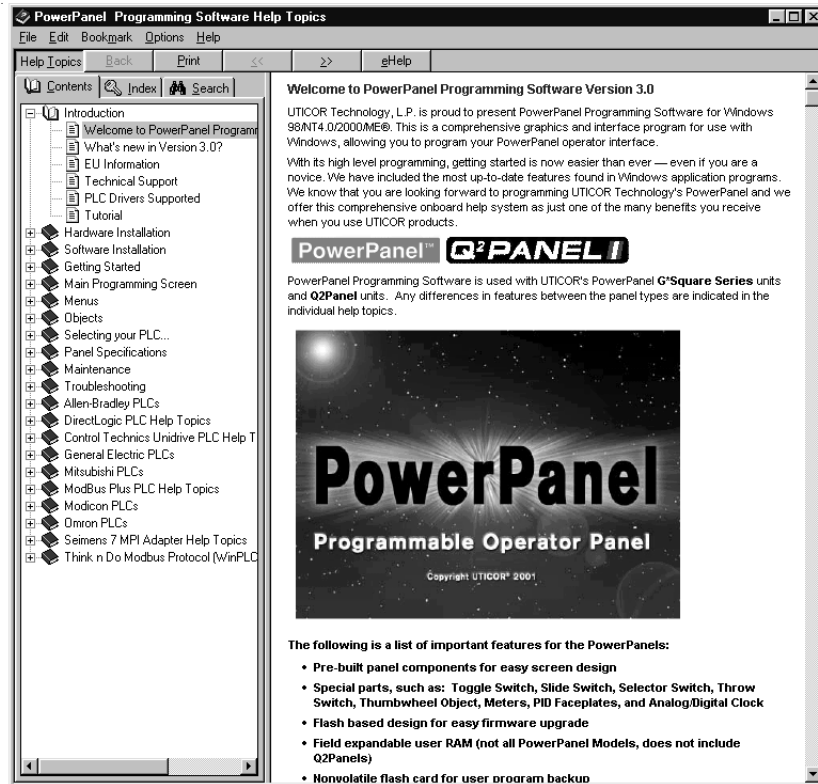 PowerPanel Programming Software Help Topics
File Edit Bookmark Options Help
Help Topics Back Print << >> eHelp
Contents Index Search
Introduction
Welcome to PowerPanel Programm
What's new in Version 3.0?
EU Information
Technical Support
PLC Drivers Supported
Tutorial
Hardware Installation
Software Installation
Getting Started
Main Programming Screen
Menus
Objects
Selecting your PLC...
Panel Specifications
Maintenance
Troubleshooting
Allen-Bradley PLCs
DirectLogic PLC Help Topics
Control Technics Unidrive PLC Help T
General Electric PLCs
Mitsubishi PLCs
ModBus Plus PLC Help Topics
Modicon PLCs
Omron PLCs
Seimens 7 MPI Adapter Help Topics
Think n Do Modbus Protocol (WinPLC
Welcome to PowerPanel Programming Software Version 3.0
UTICOR Technology, L.P. is proud to present PowerPanel Programming Software for Windows
98/NT4.0/2000/ME®. This is a comprehensive graphics and interface program for use with
Windows, allowing you to program your PowerPanel operator interface.
With its high level programming, getting started is now easier than ever — even if you are a
novice. We have included the most up-to-date features found in Windows application programs.
We know that you are looking forward to programming UTICOR Technology's PowerPanel and we
offer this comprehensive onboard help system as just one of the many benefits you receive
when you use UTICOR products.
PowerPanel™ Q²PANEL
PowerPanel Programming Software is used with UTICOR's PowerPanel G*Square Series units
and Q2Panel units. Any differences in features between the panel types are indicated in the
individual help topics.
PowerPanel
Programmable Operator Panel
Copyright UTICOR® 2001
The following is a list of important features for the PowerPanels:
• Pre-built panel components for easy screen design
• Special parts, such as: Toggle Switch, Slide Switch, Selector Switch, Throw
Switch, Thumbwheel Object, Meters, PID Faceplates, and Analog/Digital Clock
• Flash based design for easy firmware upgrade
• Field expandable user RAM (not all PowerPanel Models, does not include
Q2Panels)
• Nonvolatile flash card for user program backup